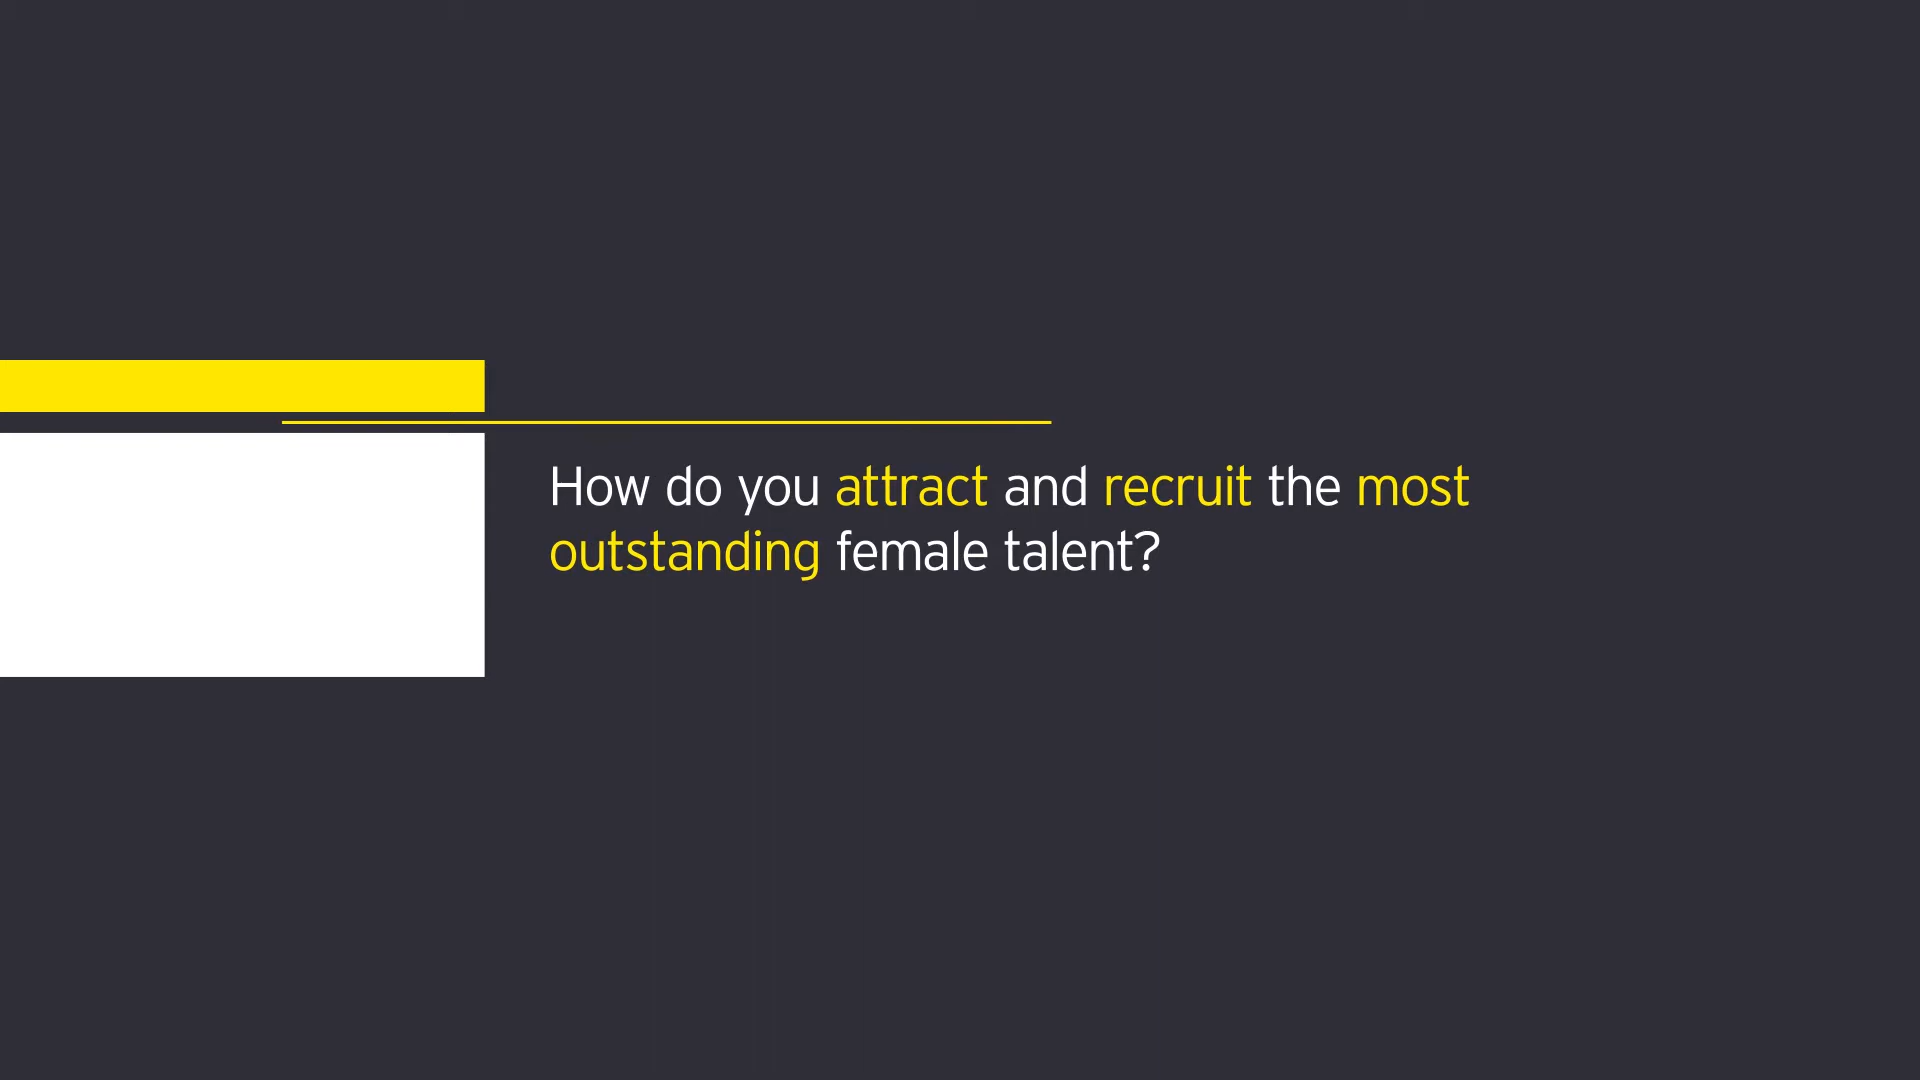 How do you attract and recruit the most
outstanding female talent?